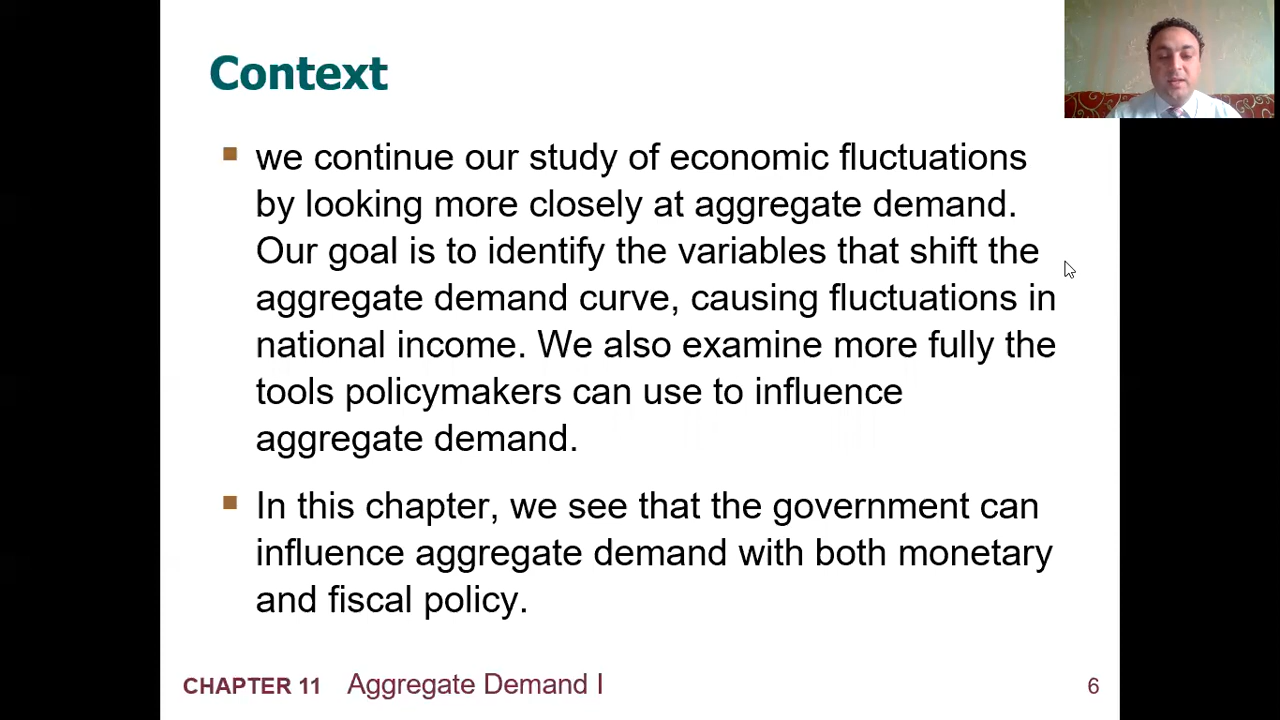 Context
we continue our study of economic fluctuations
by looking more closely at aggregate demand.
Our goal is to identify the variables that shift the
aggregate demand curve, causing fluctuations in
national income. We also examine more fully the
tools policymakers can use to influence
aggregate demand.
In this chapter, we see that the government can
influence aggregate demand with both monetary
and fiscal policy.
CHAPTER 11 Aggregate Demand I
6